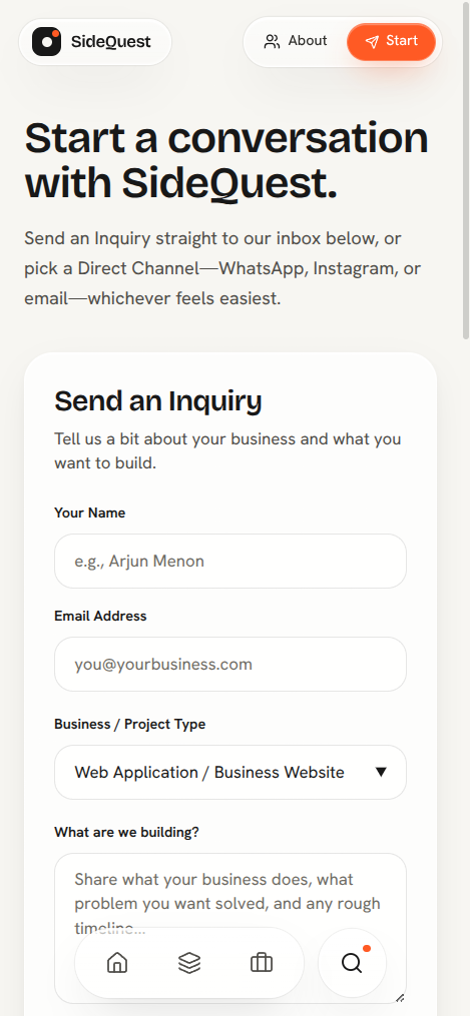 SideQuest
About
Start
Start a conversation
with SideQuest.
Send an Inquiry straight to our inbox below, or
pick a Direct Channel—WhatsApp, Instagram, or
email—whichever feels easiest.
Send an Inquiry
Tell us a bit about your business and what you
want to build.
Your Name
e.g., Arjun Menon
Email Address
you@yourbusiness.com
Business / Project Type
Web Application / Business Website
What are we building?
Share what your business does, what
problem you want solved, and any rough
timeline...